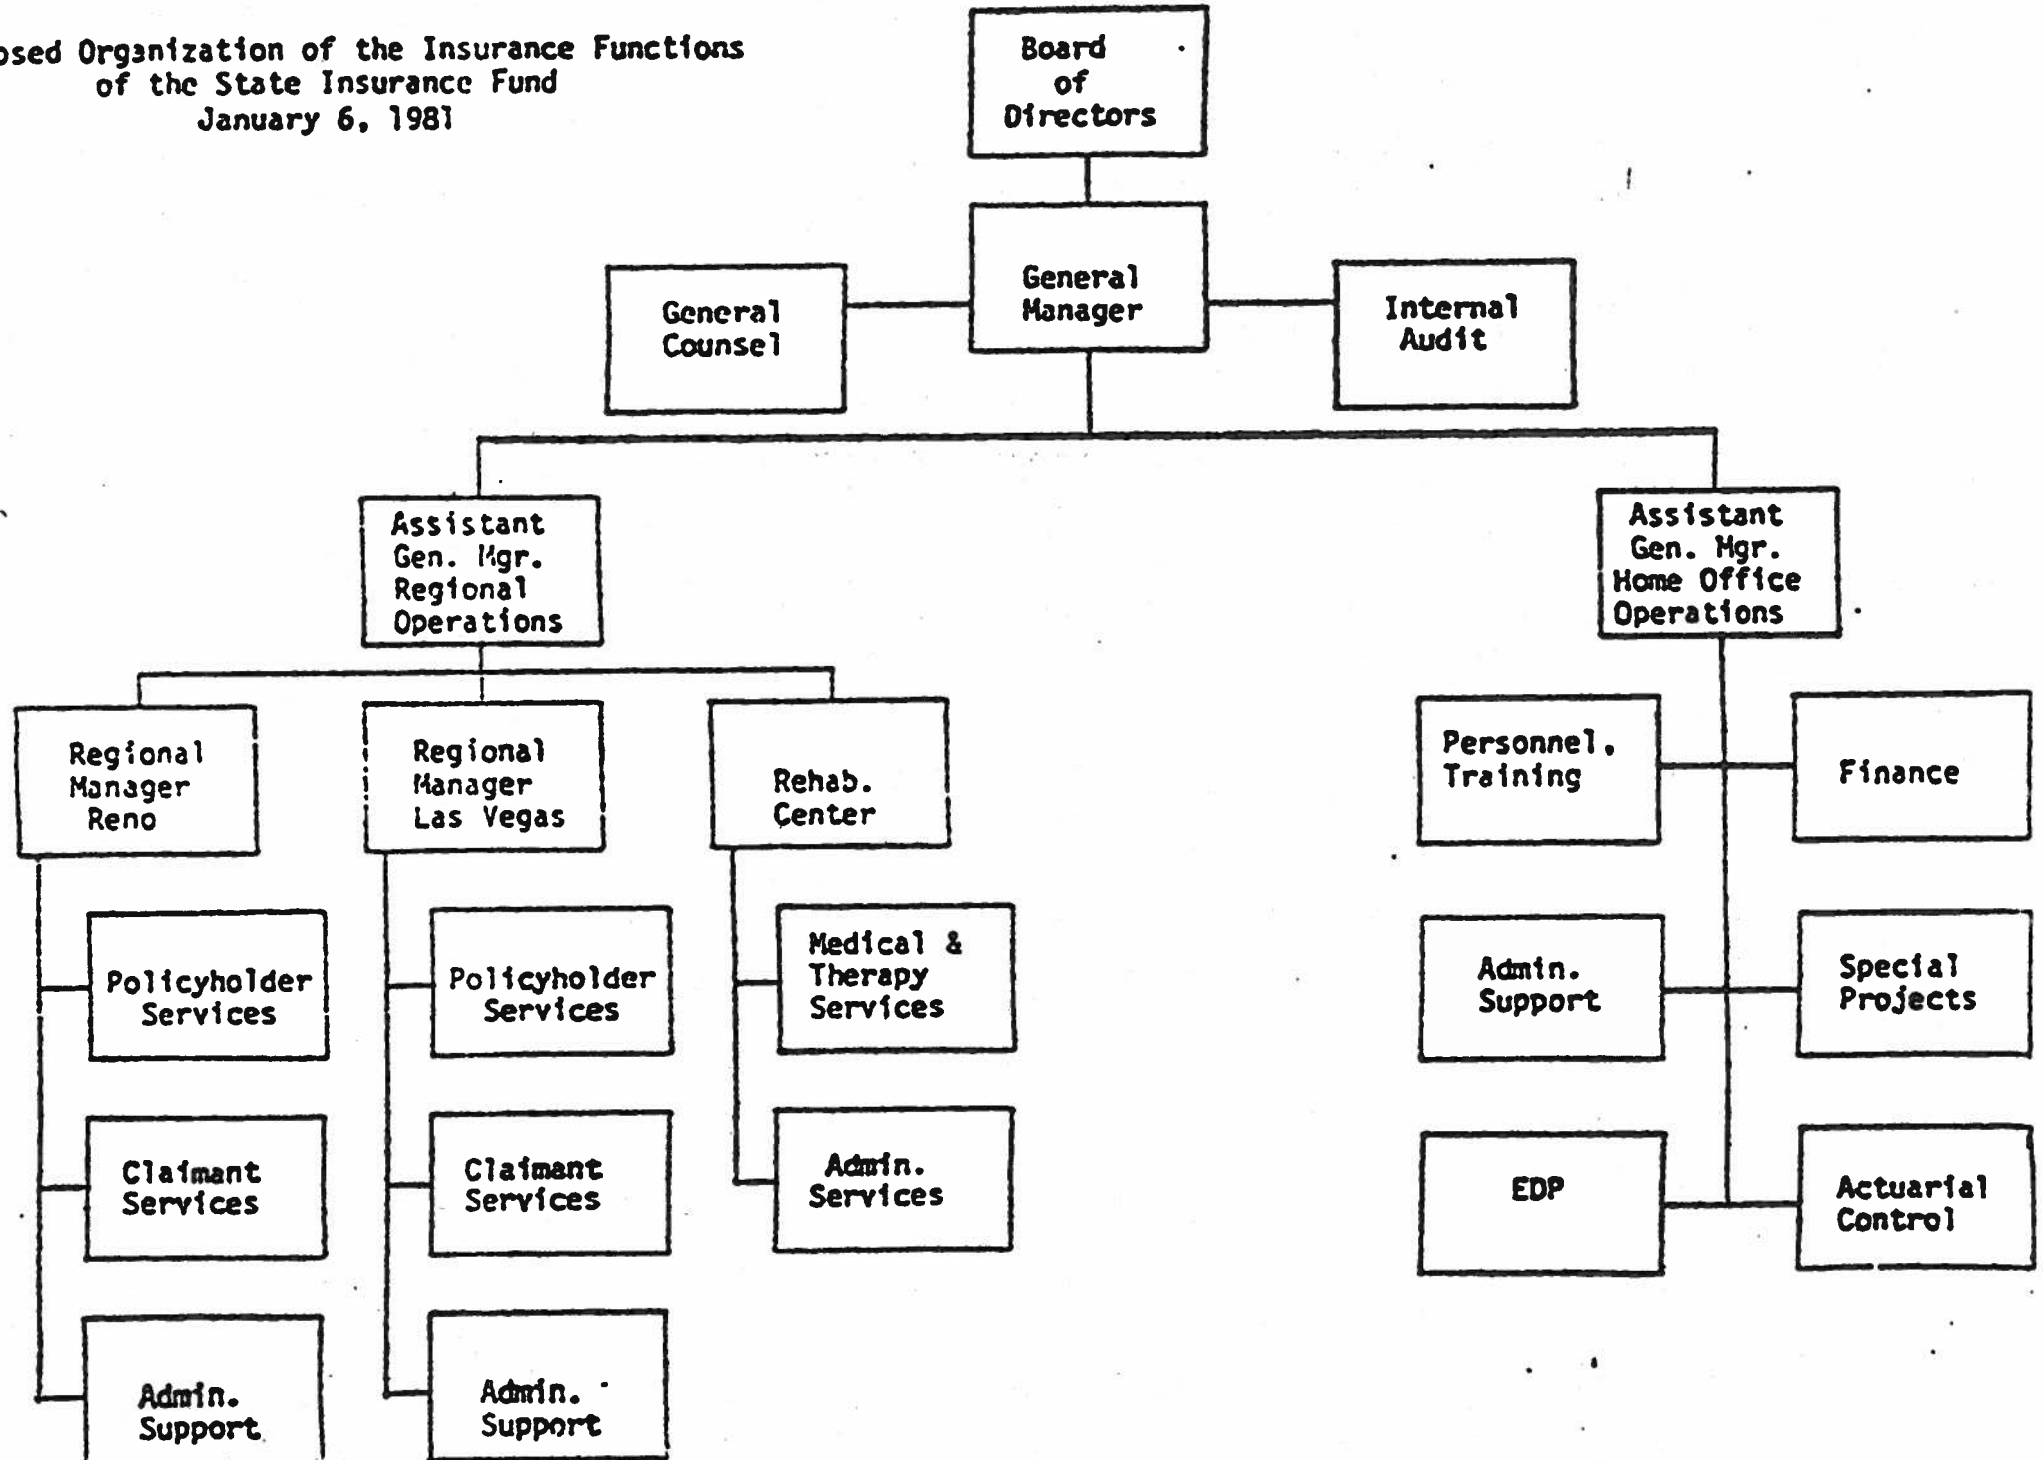 osed Organization of the Insurance Functions
of the State Insurance Fund
January 6, 1981
Board
of
Directors
General
Manager
General
Counsel
Internal
Audit
Assistant
Gen. Mgr.
Regional
Operations
Assistant
Gen. Mgr.
Home Office
Operations
Regional
Manager
Reno
Regional
Manager
Las Vegas
Rehab.
Center
Personnel,
Training
Finance
Policyholder
Services
Policyholder
Services
Medical &
Therapy
Services
Admin.
Support
Special
Projects
Claimant
Services
Claimant
Services
Admin.
Services
EDP
Actuarial
Control
Admin.
Support
Admin.
Support